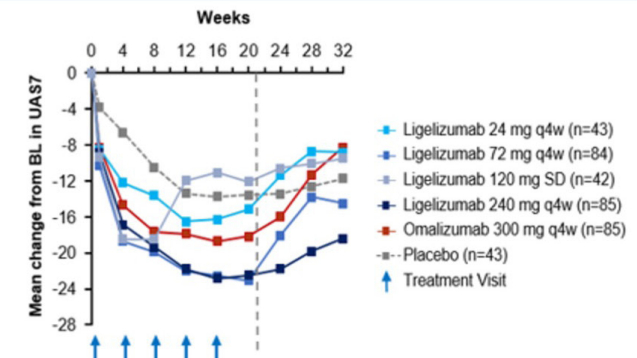 Weeks
0 4 8 12 16 20 24 28 32
Mean change from BL in UAS7
0
-4
-8
-12
-16
-20
-24
-28
Ligelizumab 24 mg q4w (n=43)
Ligelizumab 72 mg q4w (n=84)
Ligelizumab 120 mg SD (n=42)
Ligelizumab 240 mg q4w (n=85)
Omalizumab 300 mg q4w (n=85)
Placebo (n=43)
Treatment Visit